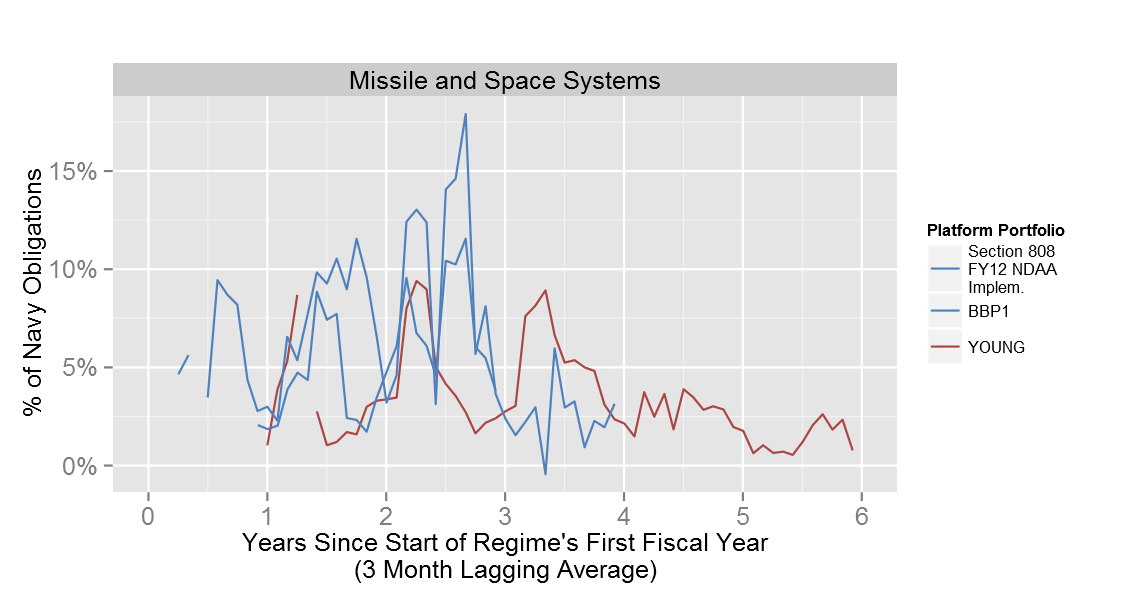 Missile and Space Systems
% of Navy Obligations
15%
10%
5%
0%
0 1 2 3 4 5 6
Years Since Start of Regime's First Fiscal Year
(3 Month Lagging Average)
Platform Portfolio
Section 808
FY12 NDAA
Implem.
BBP1
YOUNG